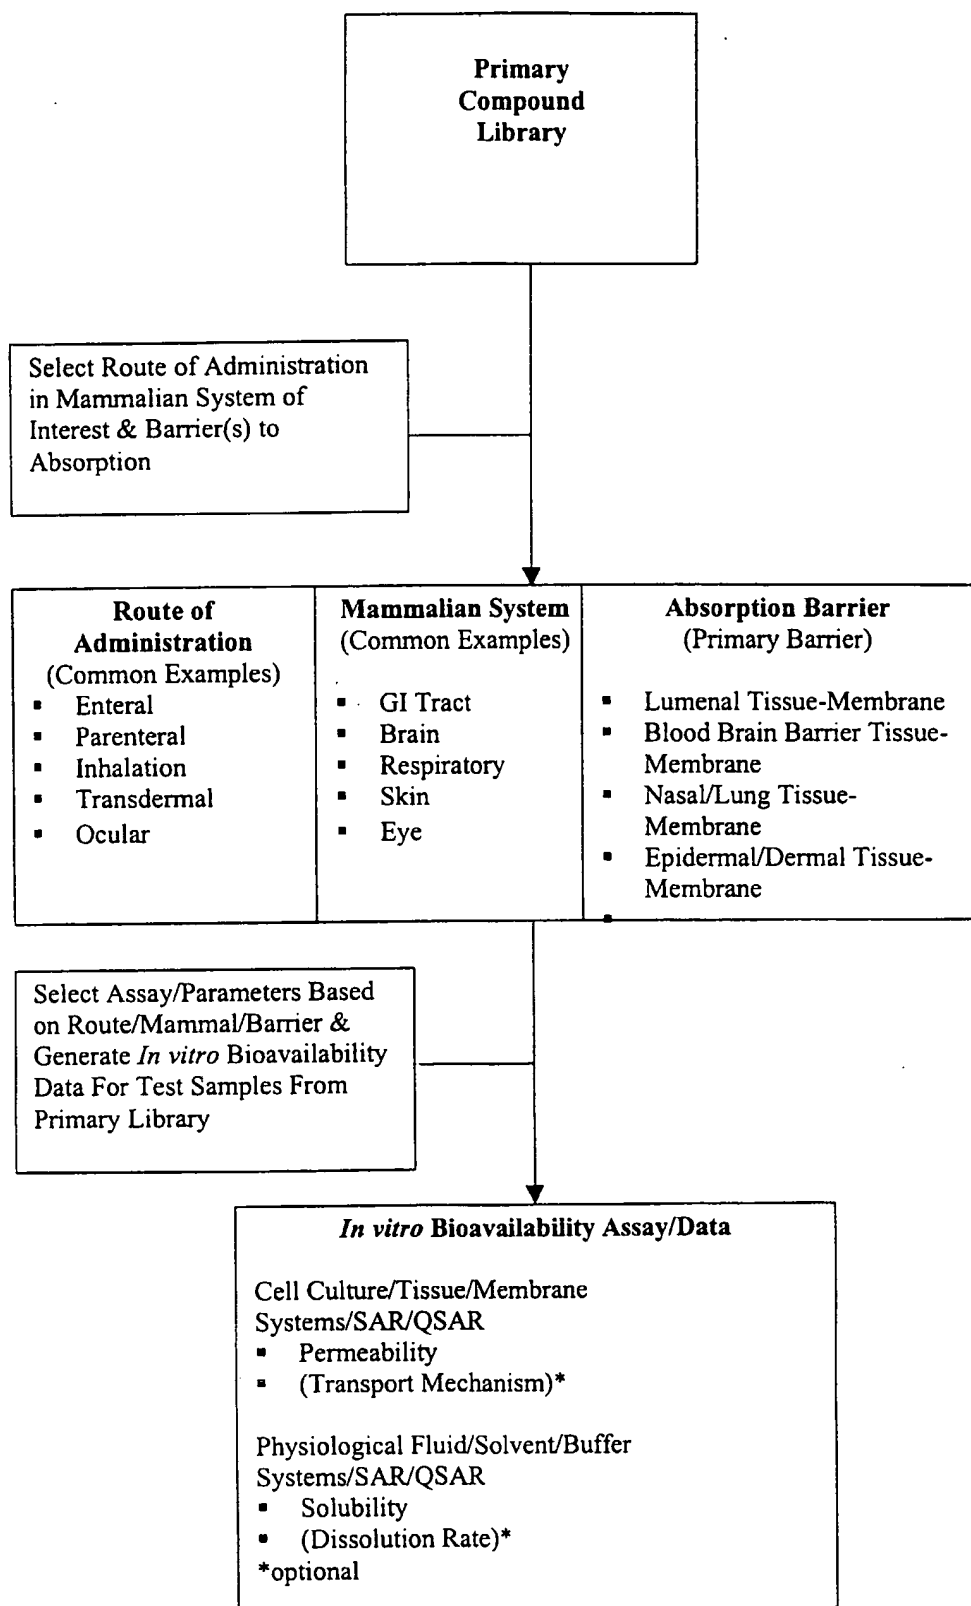 Primary
Compound
Library
Select Route of Administration
in Mammalian System of
Interest & Barrier(s) to
Absorption
Route of
Administration
(Common Examples)
▪ Enteral
▪ Parenteral
▪ Inhalation
▪ Transdermal
▪ Ocular
Mammalian System
(Common Examples)
▪ GI Tract
▪ Brain
▪ Respiratory
▪ Skin
▪ Eye
Absorption Barrier
(Primary Barrier)
▪ Lumenal Tissue-Membrane
▪ Blood Brain Barrier Tissue-
Membrane
▪ Nasal/Lung Tissue-
Membrane
▪ Epidermal/Dermal Tissue-
Membrane
▪
Select Assay/Parameters Based
on Route/Mammal/Barrier &
Generate In vitro Bioavailability
Data For Test Samples From
Primary Library
In vitro Bioavailability Assay/Data
Cell Culture/Tissue/Membrane
Systems/SAR/QSAR
▪ Permeability
▪ (Transport Mechanism)*
Physiological Fluid/Solvent/Buffer
Systems/SAR/QSAR
▪ Solubility
▪ (Dissolution Rate)*
*optional